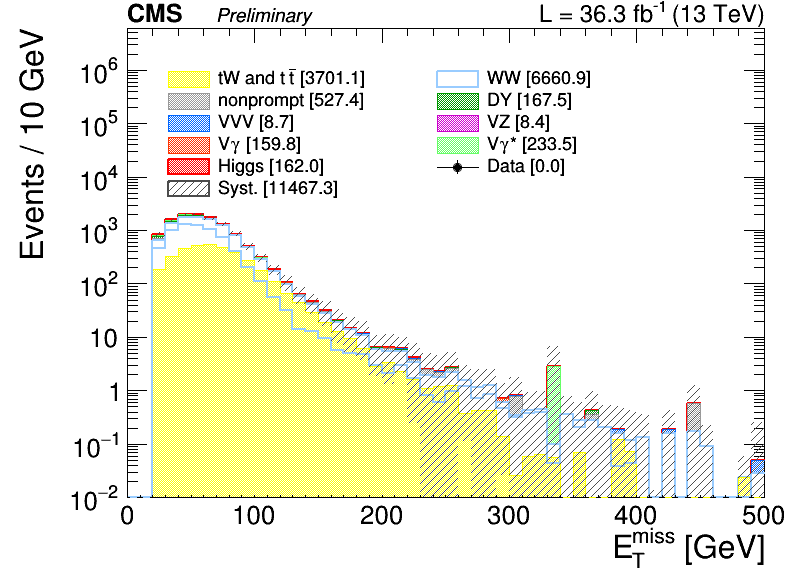 CMS Preliminary L = 36.3 fb⁻¹ (13 TeV)
Events / 10 GeV
10⁶
10⁵
10⁴
10³
10²
10
1
10⁻¹
10⁻²
tW and tt̅ [3701.1]
nonprompt [527.4]
VVV [8.7]
Vγ [159.8]
Higgs [162.0]
Syst. [11467.3]
WW [6660.9]
DY [167.5]
VZ [8.4]
Vγ* [233.5]
Data [0.0]
0 100 200 300 400 500
E_T^miss [GeV]